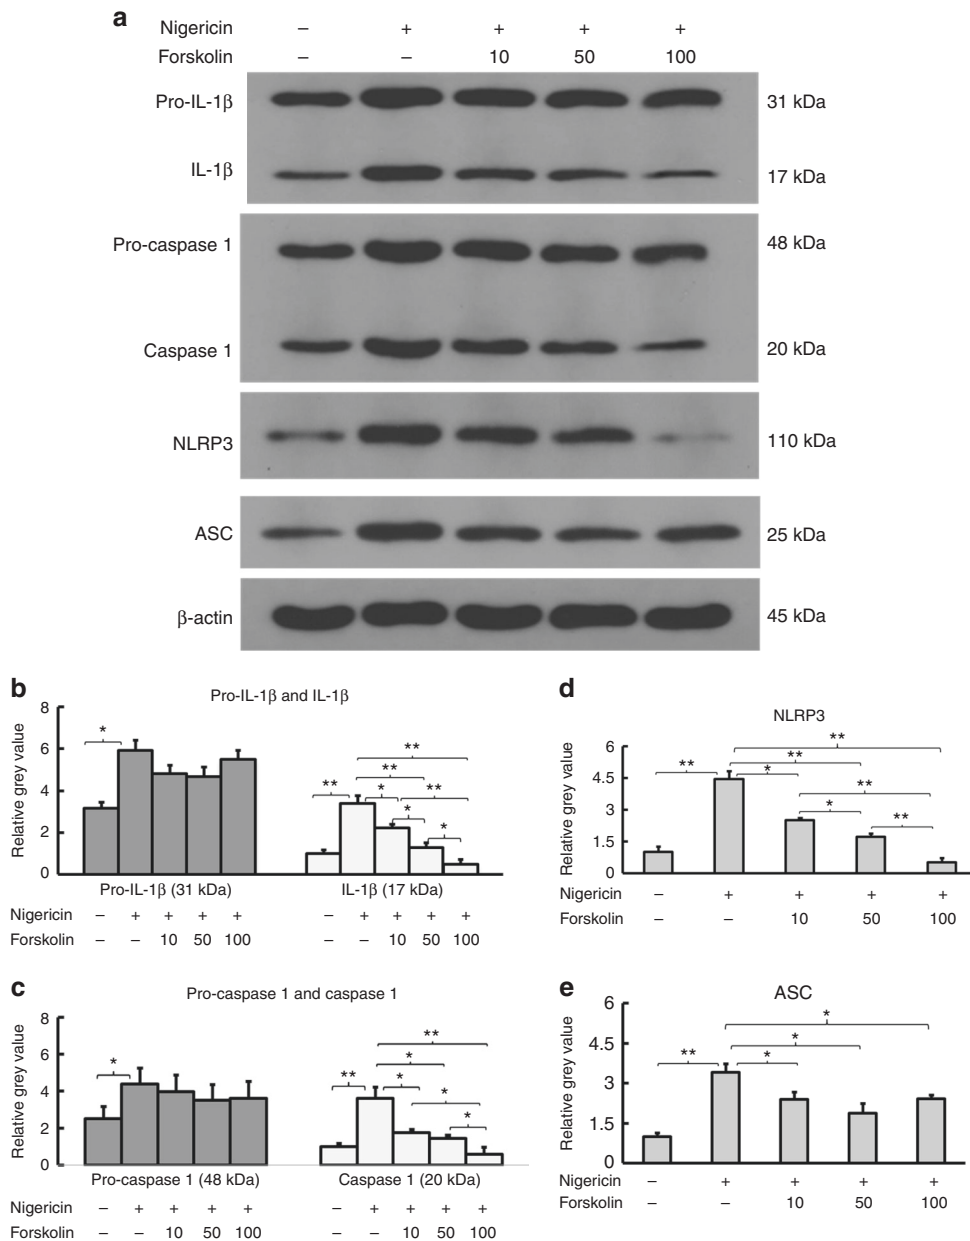 a
Nigericin – + + + +
Forskolin – – 10 50 100
Pro-IL-1β 31 kDa
IL-1β 17 kDa
Pro-caspase 1 48 kDa
Caspase 1 20 kDa
NLRP3 110 kDa
ASC 25 kDa
β-actin 45 kDa
b
Pro-IL-1β and IL-1β
Relative grey value
8
6
4
2
0
*
** * ** ** * ** *
Pro-IL-1β (31 kDa) IL-1β (17 kDa)
Nigericin – + + + + – + + + +
Forskolin – – 10 50 100 – – 10 50 100
c
Pro-caspase 1 and caspase 1
Relative grey value
8
6
4
2
0
*
** * * ** * *
Pro-caspase 1 (48 kDa) Caspase 1 (20 kDa)
Nigericin – + + + + – + + + +
Forskolin – – 10 50 100 – – 10 50 100
d
NLRP3
Relative grey value
6
4.5
3
1.5
0
** * ** ** * ** **
Nigericin – + + + +
Forskolin – – 10 50 100
e
ASC
Relative grey value
6
4.5
3
1.5
0
** * * *
Nigericin – + + + +
Forskolin – – 10 50 100